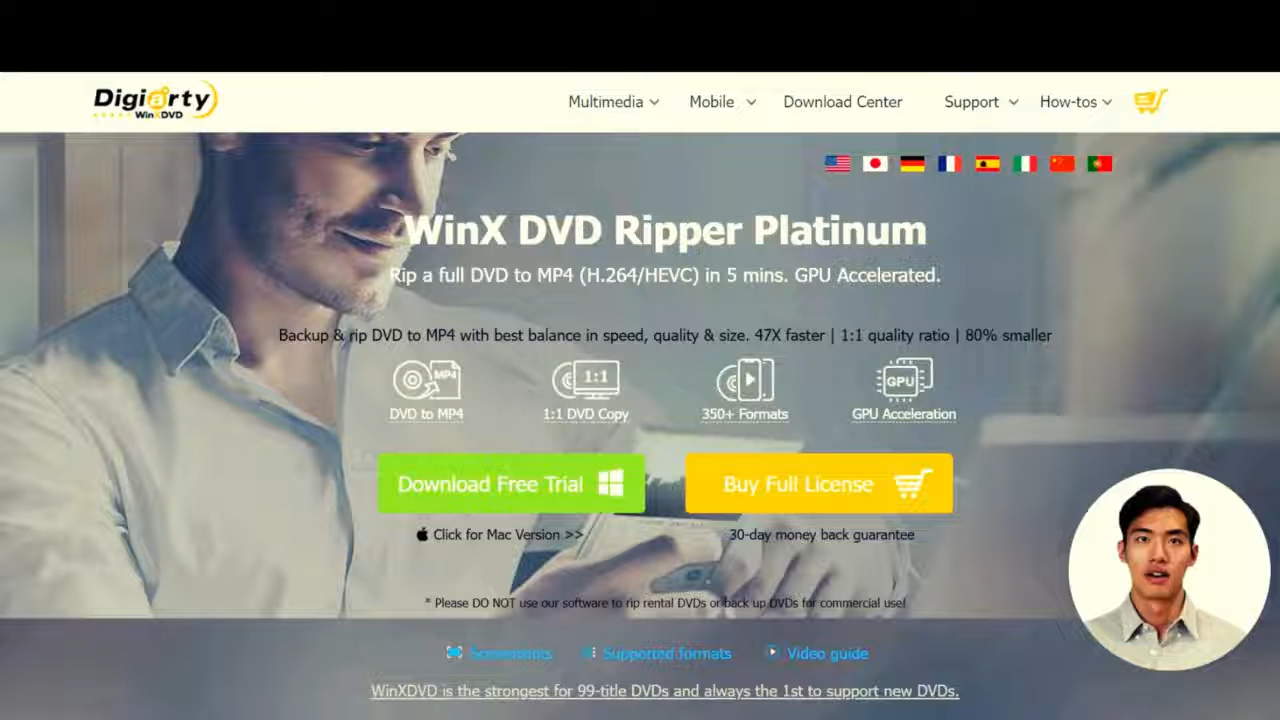 Digiarty
WinXDVD
Multimedia
Mobile
Download Center
Support
How-tos
WinX DVD Ripper Platinum
Rip a full DVD to MP4 (H.264/HEVC) in 5 mins. GPU Accelerated.
Backup & rip DVD to MP4 with best balance in speed, quality & size. 47X faster | 1:1 quality ratio | 80% smaller
MP4
1:1
GPU
DVD to MP4
1:1 DVD Copy
350+ Formats
GPU Acceleration
Download Free Trial
Buy Full License
Click for Mac Version >>
30-day money back guarantee
* Please DO NOT use our software to rip rental DVDs or back up DVDs for commercial use!
Screenshots
Supported formats
Video guide
WinXDVD is the strongest for 99-title DVDs and always the 1st to support new DVDs.